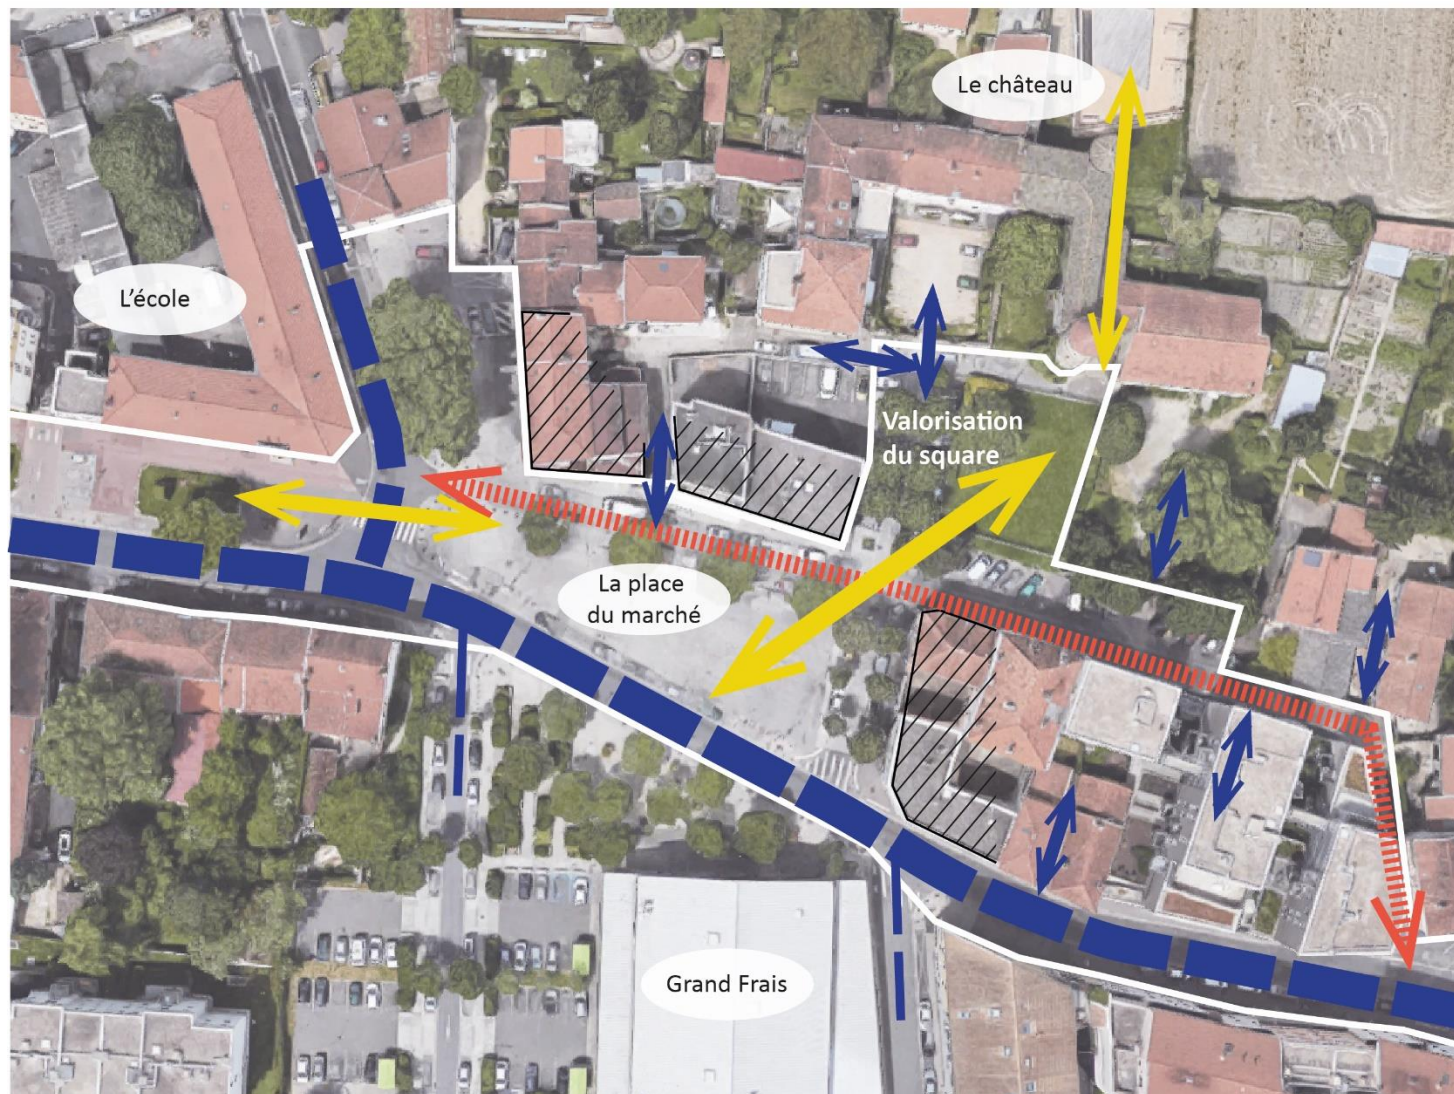 Le château
L’école
Valorisation
du square
La place
du marché
Grand Frais